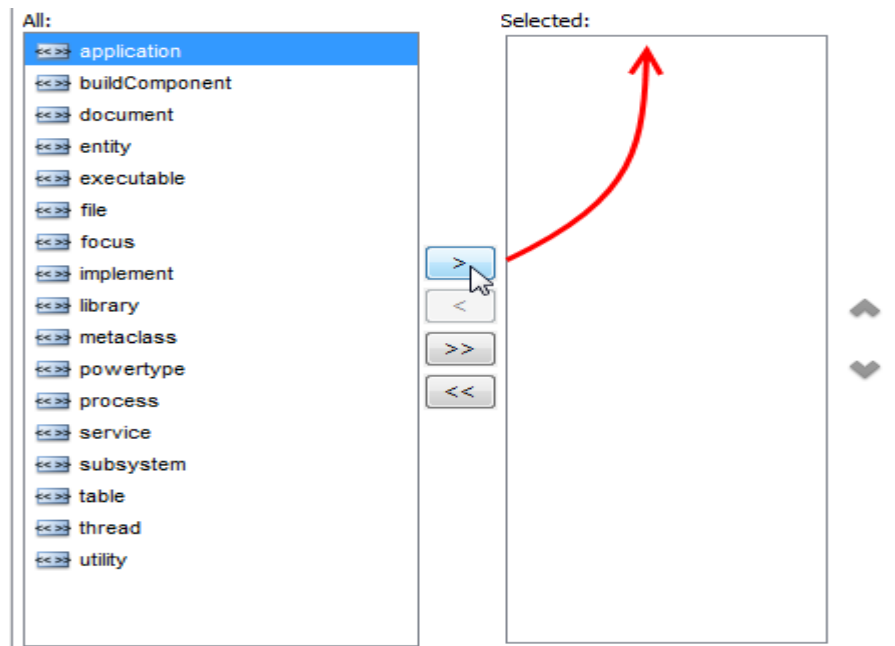 All:
Selected:
<<>> application
<<>> buildComponent
<<>> document
<<>> entity
<<>> executable
<<>> file
<<>> focus
<<>> implement
<<>> library
<<>> metaclass
<<>> powertype
<<>> process
<<>> service
<<>> subsystem
<<>> table
<<>> thread
<<>> utility
>
<
>>
<<